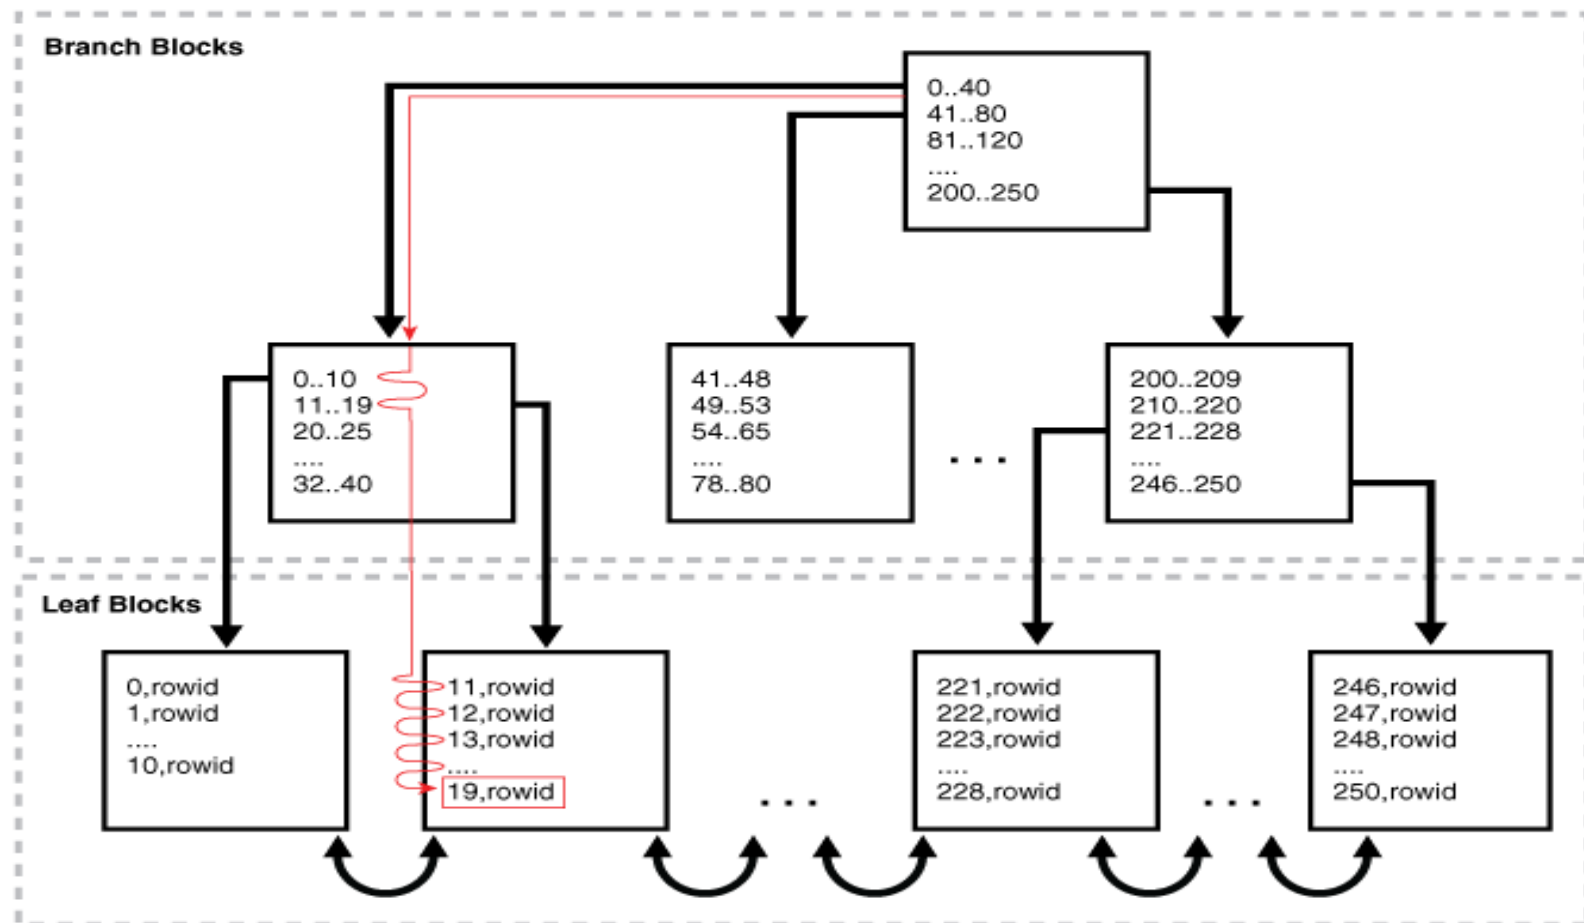 Branch Blocks
0..40
41..80
81..120
....
200..250
0..10
11..19
20..25
....
32..40
41..48
49..53
54..65
....
78..80
...
200..209
210..220
221..228
....
246..250
Leaf Blocks
0,rowid
1,rowid
....
10,rowid
11,rowid
12,rowid
13,rowid
....
19,rowid
...
221,rowid
222,rowid
223,rowid
....
228,rowid
...
246,rowid
247,rowid
248,rowid
....
250,rowid